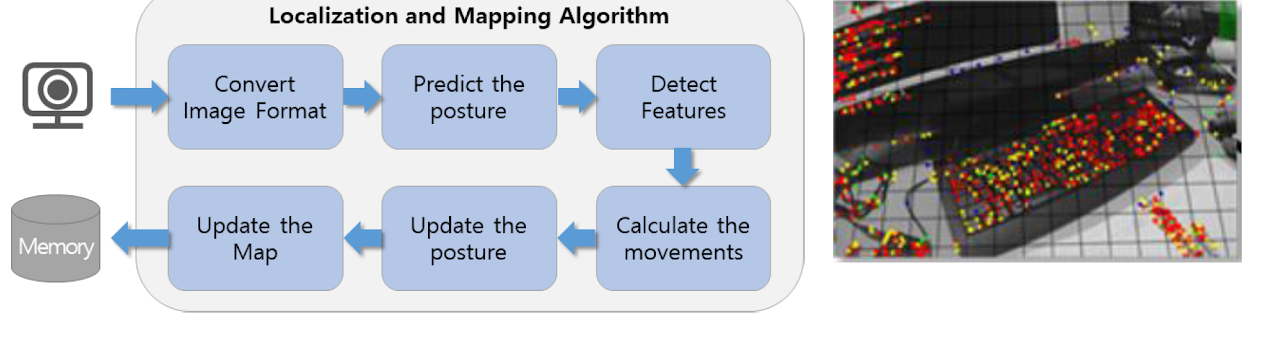 Localization and Mapping Algorithm
Convert
Image Format
Predict the
posture
Detect
Features
Memory
Update the
Map
Update the
posture
Calculate the
movements